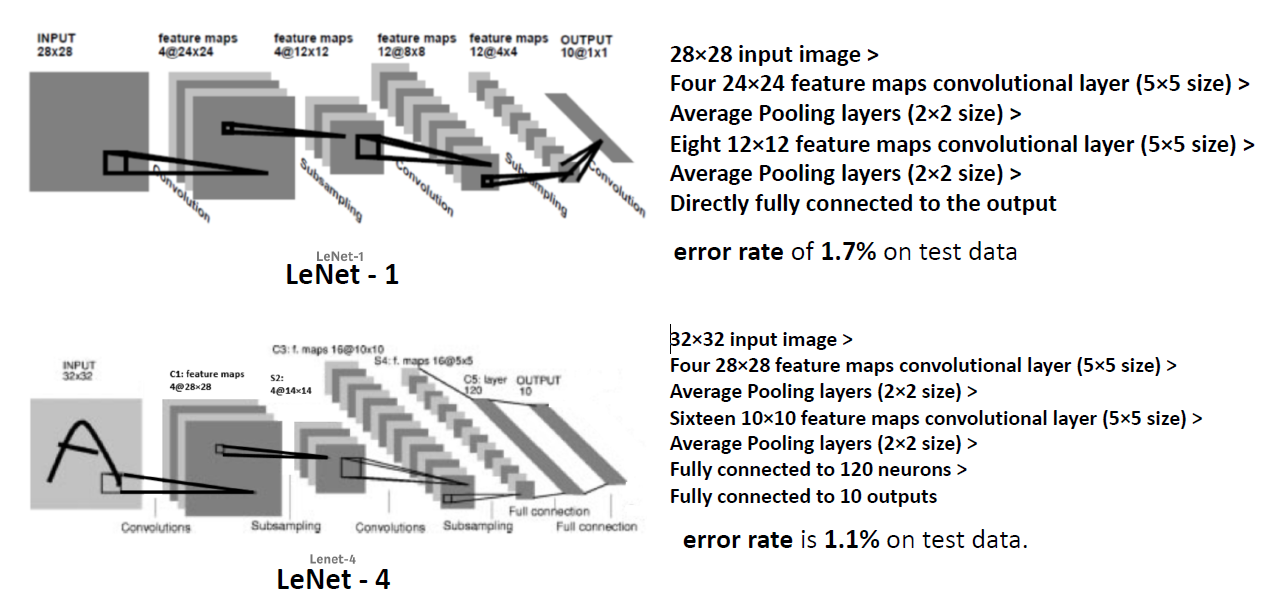 INPUT
28x28
feature maps
4@24x24
feature maps
4@12x12
feature maps
12@8x8
feature maps
12@4x4
OUTPUT
10@1x1
Convolution
Subsampling
Convolution
Subsampling
Convolution
LeNet-1
LeNet - 1
28×28 input image >
Four 24×24 feature maps convolutional layer (5×5 size) >
Average Pooling layers (2×2 size) >
Eight 12×12 feature maps convolutional layer (5×5 size) >
Average Pooling layers (2×2 size) >
Directly fully connected to the output
error rate of 1.7% on test data
INPUT
32x32
C1: feature maps
4@28×28
S2:
4@14×14
C3: f. maps 16@10x10
S4: f. maps 16@5x5
C5: layer
120
OUTPUT
10
A
Convolutions
Subsampling
Convolutions
Subsampling
Full connection
Full connection
Lenet-4
LeNet - 4
32×32 input image >
Four 28×28 feature maps convolutional layer (5×5 size) >
Average Pooling layers (2×2 size) >
Sixteen 10×10 feature maps convolutional layer (5×5 size) >
Average Pooling layers (2×2 size) >
Fully connected to 120 neurons >
Fully connected to 10 outputs
error rate is 1.1% on test data.